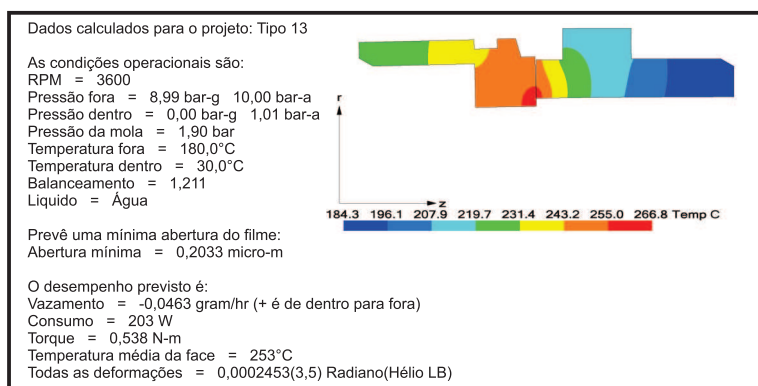 Dados calculados para o projeto: Tipo 13
As condições operacionais são:
RPM = 3600
Pressão fora = 8,99 bar-g 10,00 bar-a
Pressão dentro = 0,00 bar-g 1,01 bar-a
Pressão da mola = 1,90 bar
Temperatura fora = 180,0°C
Temperatura dentro = 30,0°C
Balanceamento = 1,211
Liquido = Água
Prevê uma mínima abertura do filme:
Abertura mínima = 0,2033 micro-m
O desempenho previsto é:
Vazamento = -0,0463 gram/hr (+ é de dentro para fora)
Consumo = 203 W
Torque = 0,538 N-m
Temperatura média da face = 253°C
Todas as deformações = 0,0002453(3,5) Radiano(Hélio LB)
r
z
184.3 196.1 207.9 219.7 231.4 243.2 255.0 266.8 Temp C